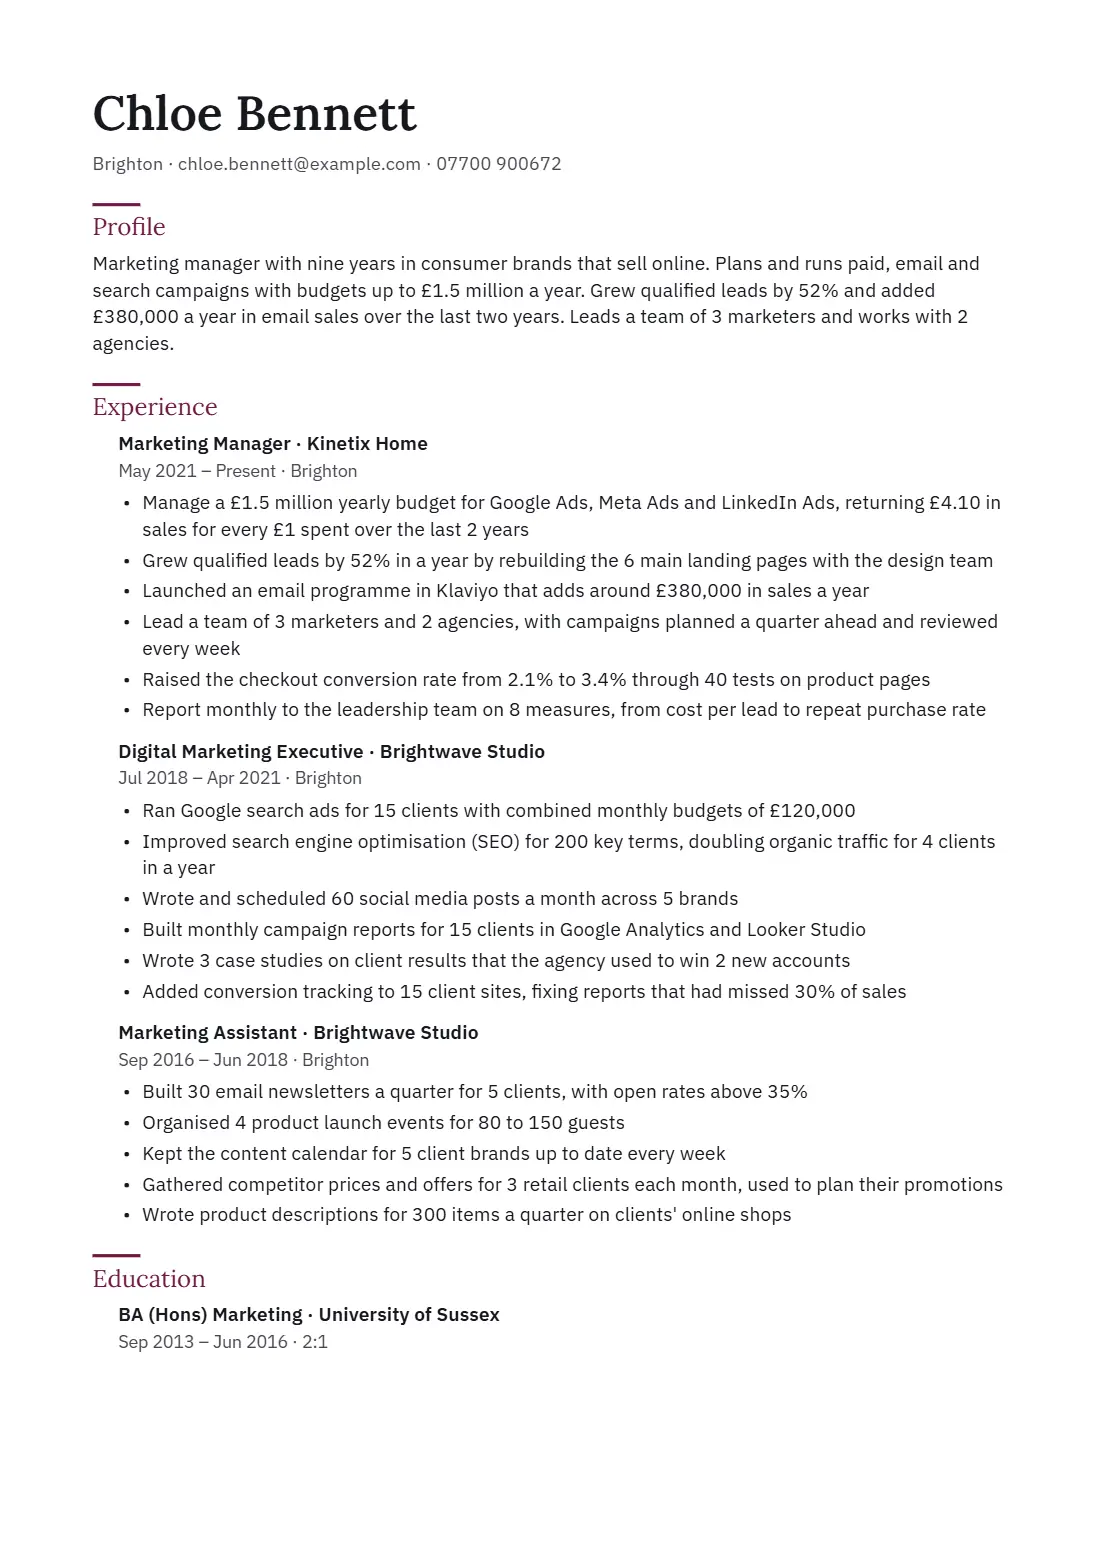 Chloe Bennett
Brighton · chloe.bennett@example.com · 07700 900672
Profile
Marketing manager with nine years in consumer brands that sell online. Plans and runs paid, email and
search campaigns with budgets up to £1.5 million a year. Grew qualified leads by 52% and added
£380,000 a year in email sales over the last two years. Leads a team of 3 marketers and works with 2
agencies.
Experience
Marketing Manager · Kinetix Home
May 2021 – Present · Brighton
• Manage a £1.5 million yearly budget for Google Ads, Meta Ads and LinkedIn Ads, returning £4.10 in
sales for every £1 spent over the last 2 years
• Grew qualified leads by 52% in a year by rebuilding the 6 main landing pages with the design team
• Launched an email programme in Klaviyo that adds around £380,000 in sales a year
• Lead a team of 3 marketers and 2 agencies, with campaigns planned a quarter ahead and reviewed
every week
• Raised the checkout conversion rate from 2.1% to 3.4% through 40 tests on product pages
• Report monthly to the leadership team on 8 measures, from cost per lead to repeat purchase rate
Digital Marketing Executive · Brightwave Studio
Jul 2018 – Apr 2021 · Brighton
• Ran Google search ads for 15 clients with combined monthly budgets of £120,000
• Improved search engine optimisation (SEO) for 200 key terms, doubling organic traffic for 4 clients
in a year
• Wrote and scheduled 60 social media posts a month across 5 brands
• Built monthly campaign reports for 15 clients in Google Analytics and Looker Studio
• Wrote 3 case studies on client results that the agency used to win 2 new accounts
• Added conversion tracking to 15 client sites, fixing reports that had missed 30% of sales
Marketing Assistant · Brightwave Studio
Sep 2016 – Jun 2018 · Brighton
• Built 30 email newsletters a quarter for 5 clients, with open rates above 35%
• Organised 4 product launch events for 80 to 150 guests
• Kept the content calendar for 5 client brands up to date every week
• Gathered competitor prices and offers for 3 retail clients each month, used to plan their promotions
• Wrote product descriptions for 300 items a quarter on clients' online shops
Education
BA (Hons) Marketing · University of Sussex
Sep 2013 – Jun 2016 · 2:1